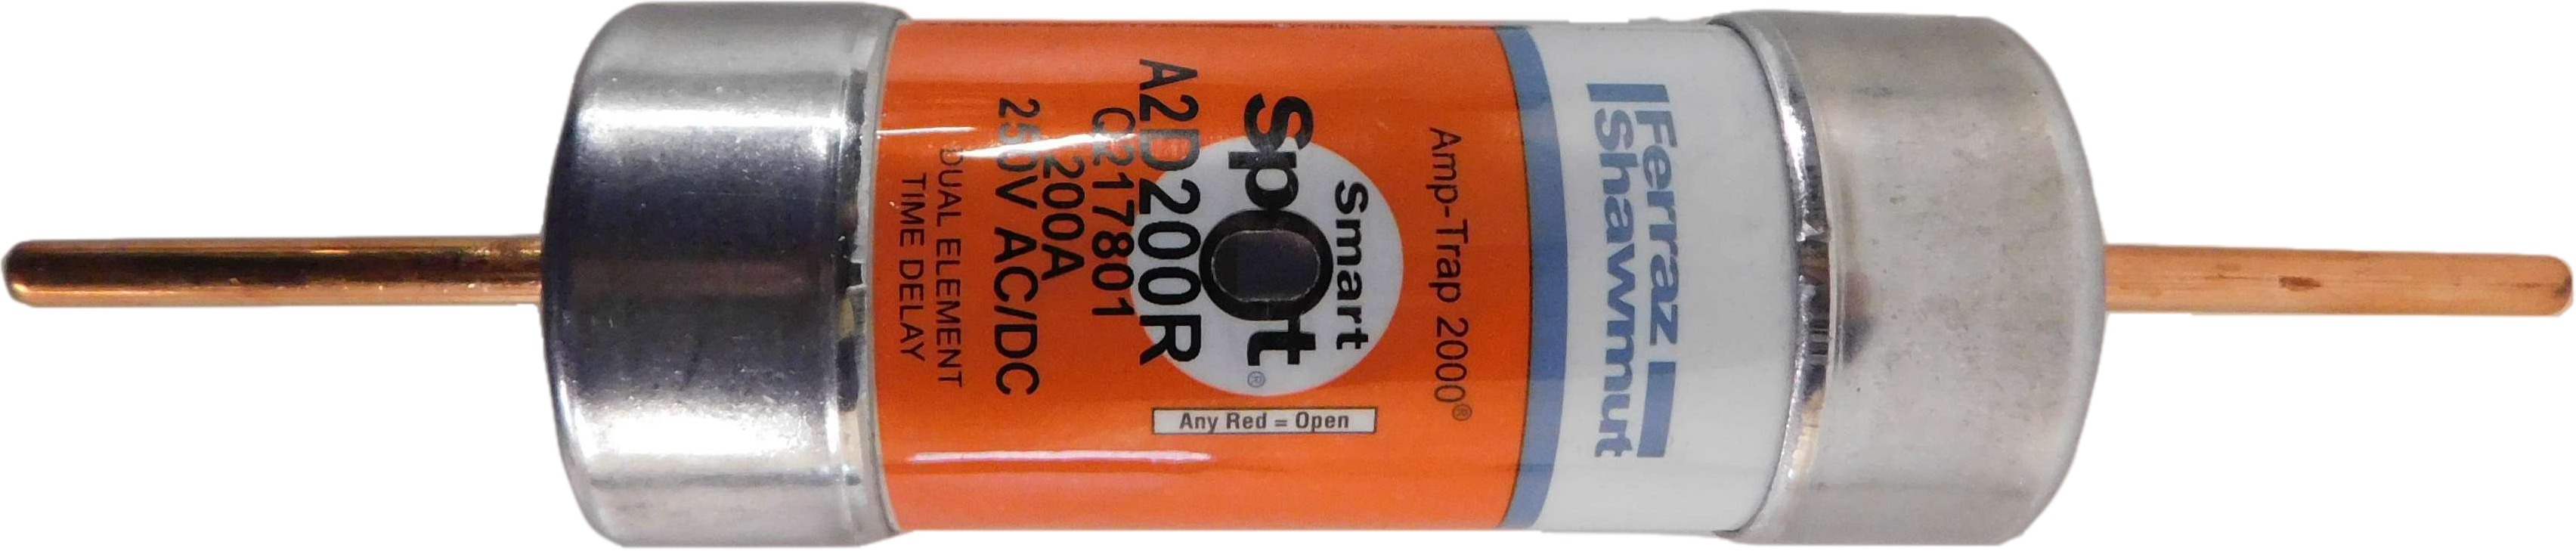 Ferraz
Shawmut
Amp-Trap 2000®
Smart
Spot®
A2D200R
Q217801
200A
250V AC/DC
DUAL ELEMENT
TIME DELAY
Any Red = Open